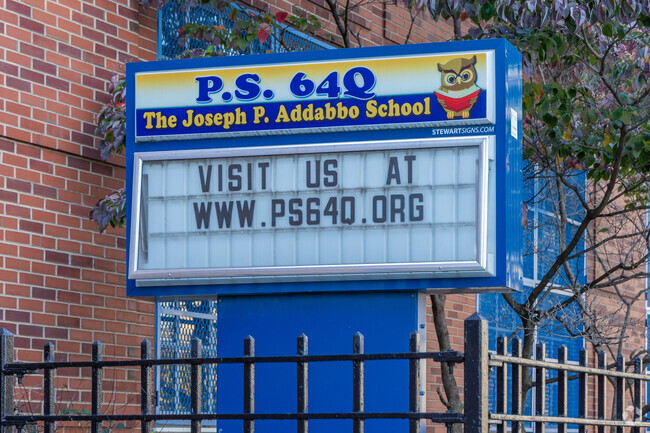 P.S. 64Q
The Joseph P. Addabbo School
STEWARTSIGNS.COM
VISIT US AT
WWW.PS64Q.ORG